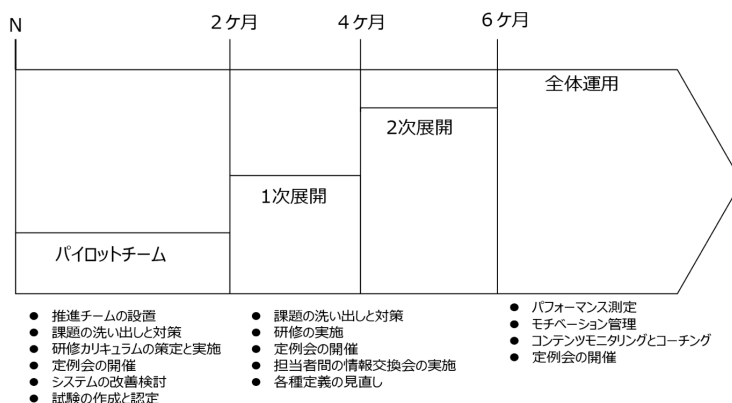 N
2ケ月
4ケ月
6ケ月
全体運用
2次展開
1次展開
パイロットチーム
● 推進チームの設置
● 課題の洗い出しと対策
● 研修カリキュラムの策定と実施
● 定例会の開催
● システムの改善検討
● 試験の作成と認定
● 課題の洗い出しと対策
● 研修の実施
● 定例会の開催
● 担当者間の情報交換会の実施
● 各種定義の見直し
● パフォーマンス測定
● モチベーション管理
● コンテンツモニタリングとコーチング
● 定例会の開催